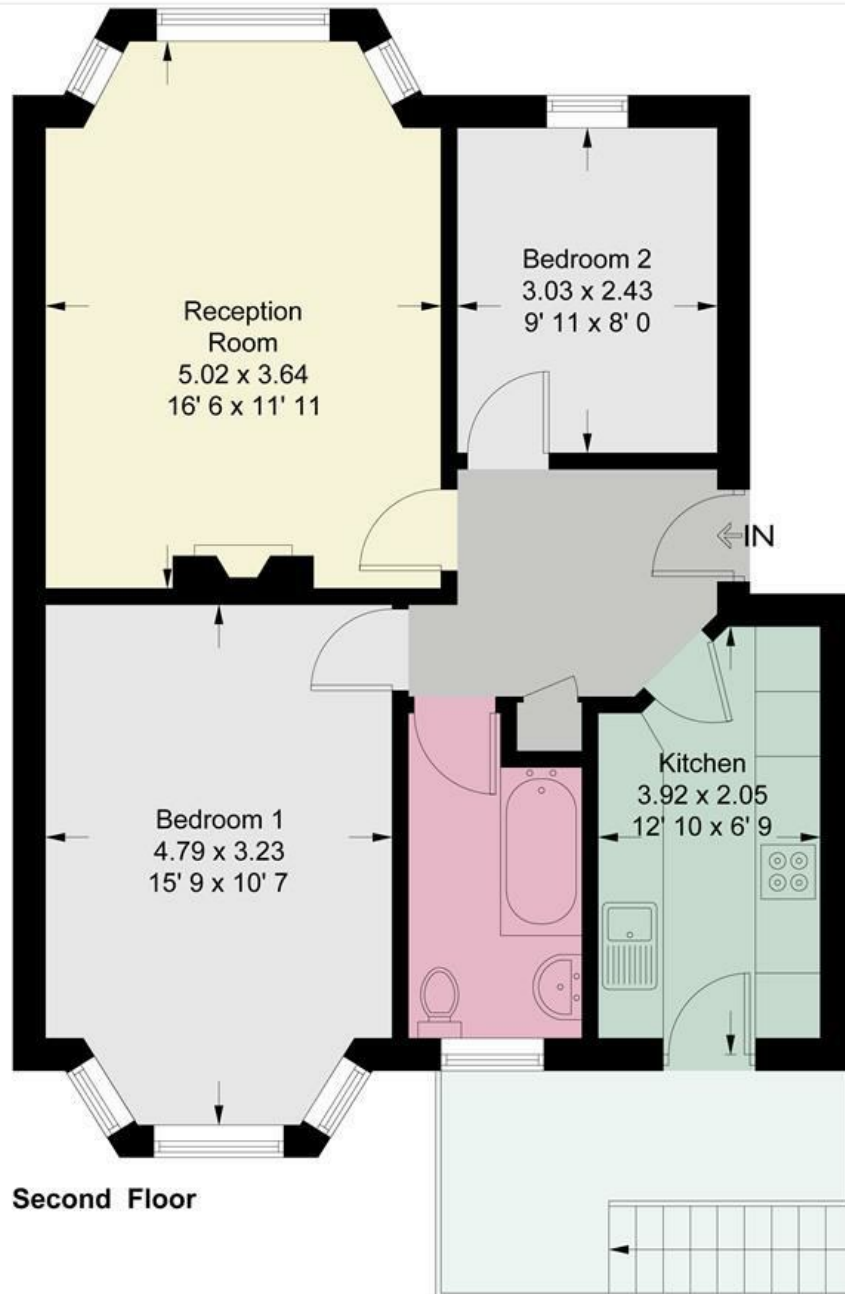 Reception
Room
5.02 x 3.64
16' 6 x 11' 11
Bedroom 2
3.03 x 2.43
9' 11 x 8' 0
IN
Bedroom 1
4.79 x 3.23
15' 9 x 10' 7
Kitchen
3.92 x 2.05
12' 10 x 6' 9
Second Floor